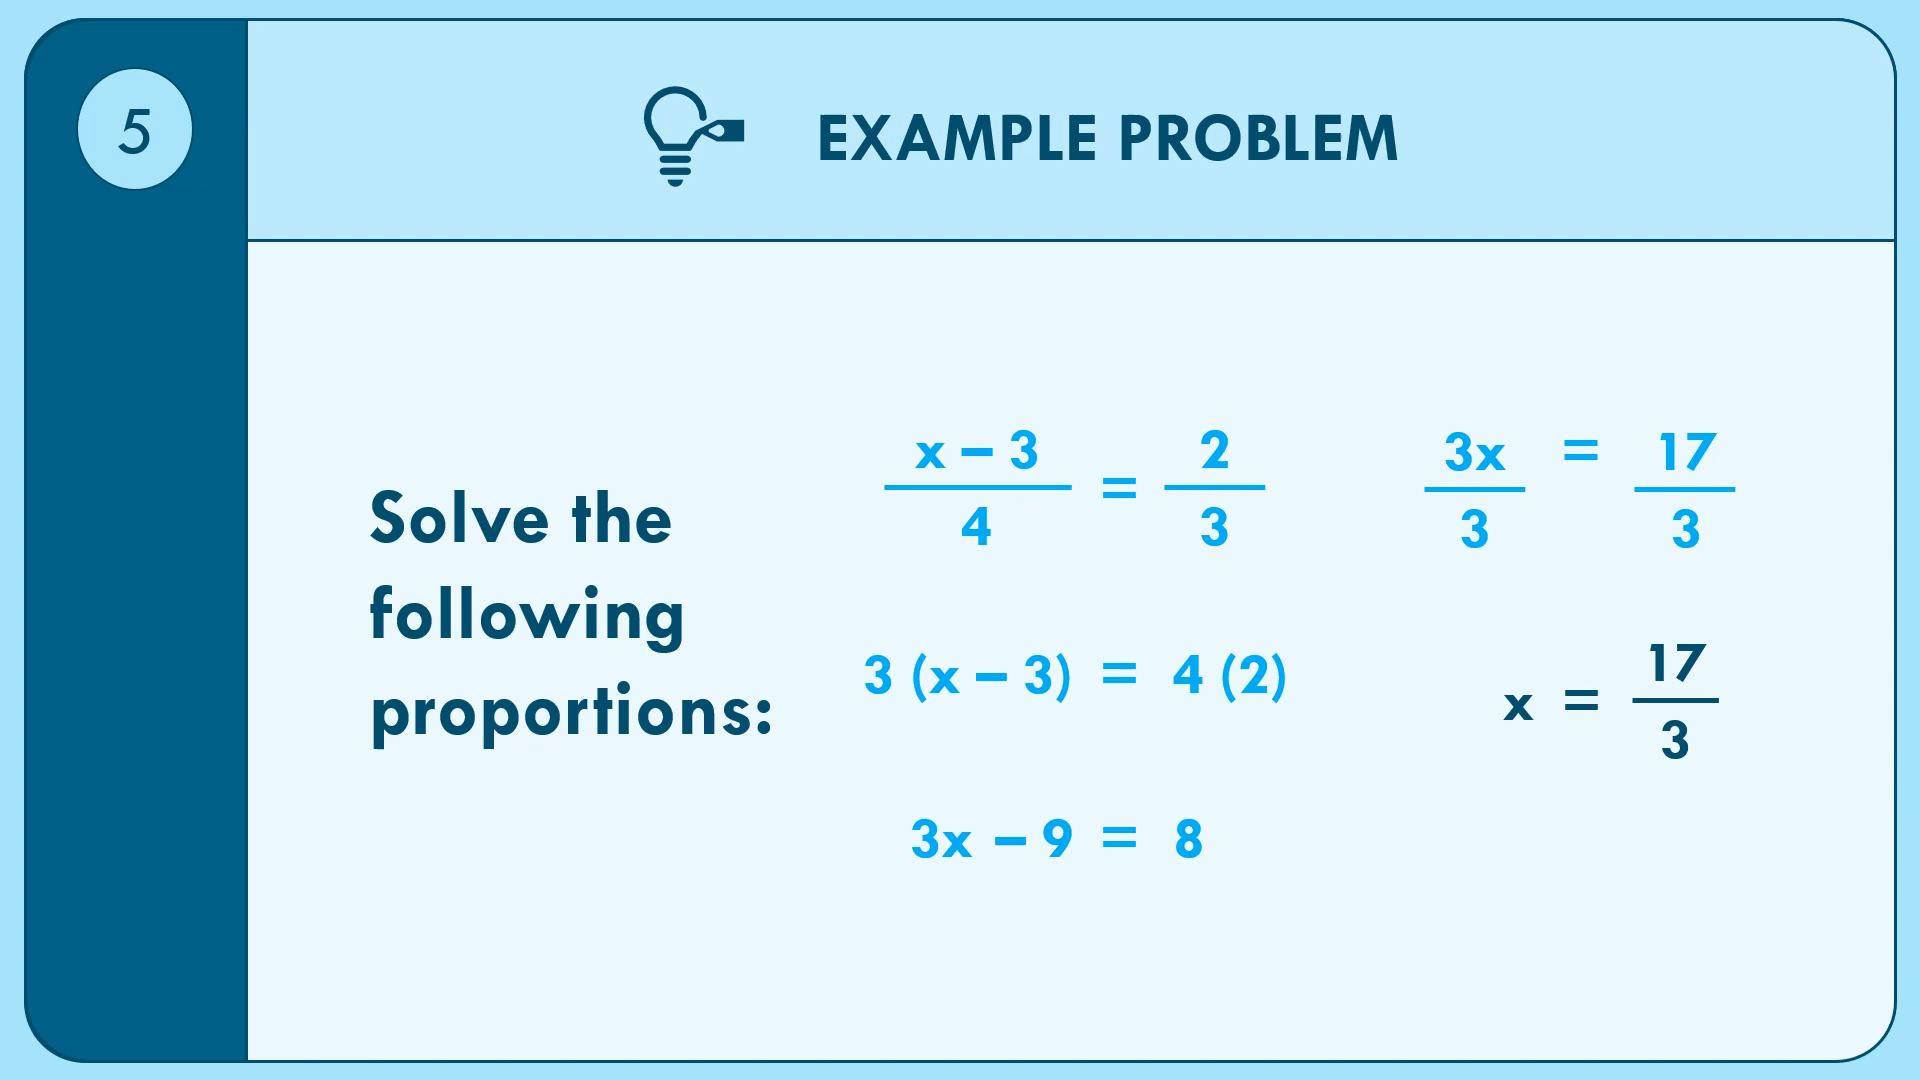 5
EXAMPLE PROBLEM
Solve the
following
proportions:
x – 3
4
=
2
3
3 (x – 3) = 4 (2)
3x – 9 = 8
3x
3
=
17
3
x =
17
3